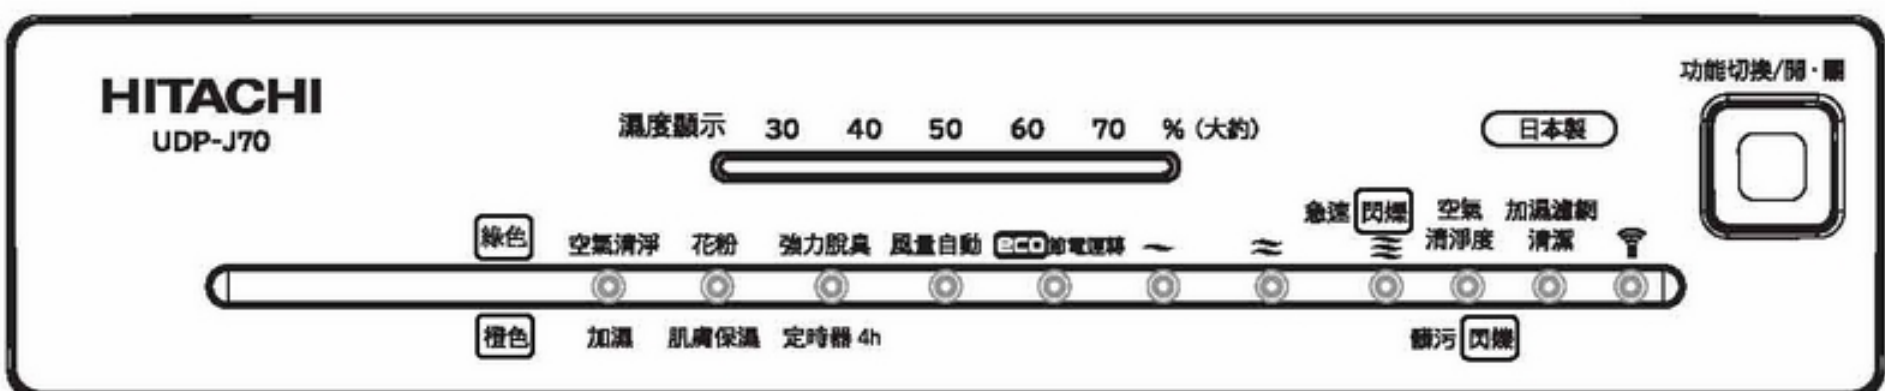 HITACHI
UDP-J70
功能切換/開·關
濕度顯示 30 40 50 60 70 % (大約)
日本製
綠色 空氣清淨 花粉 強力脫臭 風量自動 eco節電運轉
急速 閃爍
空氣
清淨度
加濕濾網
清潔
橙色 加濕 肌膚保濕 定時器 4h
髒污 閃爍